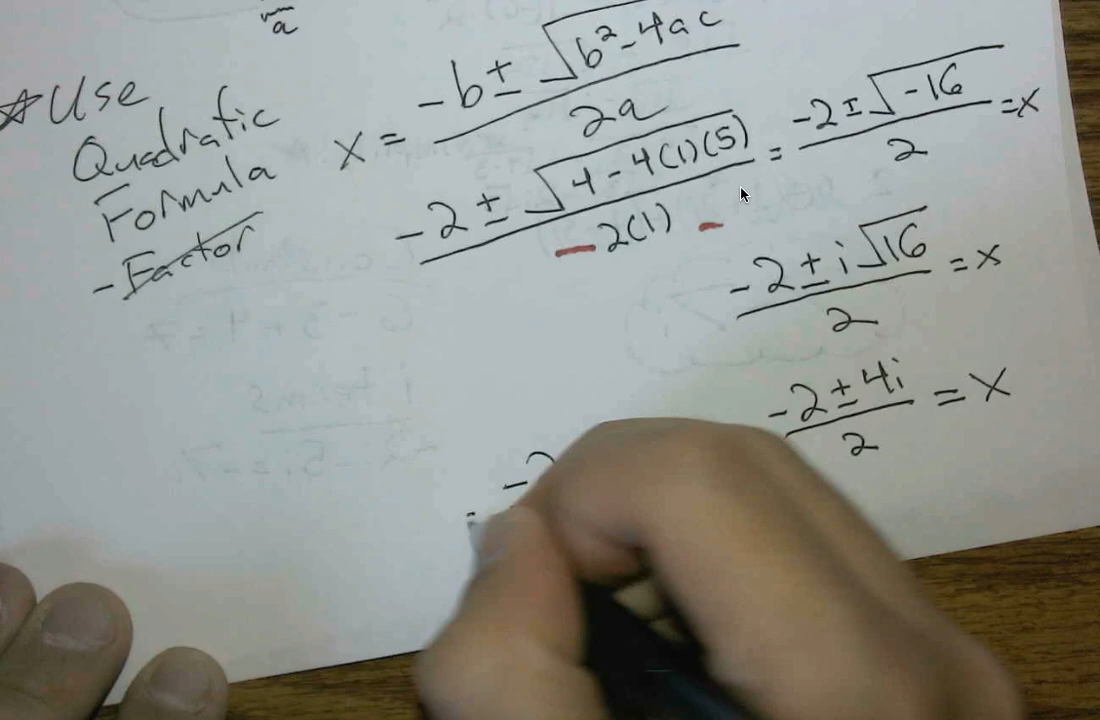 a
☆ Use
Quadratic
Formula
-Factor
x = -b ± √b²-4ac
2a
-2 ± √4-4(1)(5) = -2 ± √-16 = x
2(1)
2
-2 ± i√16 = x
2
-2 ± 4i = x
2